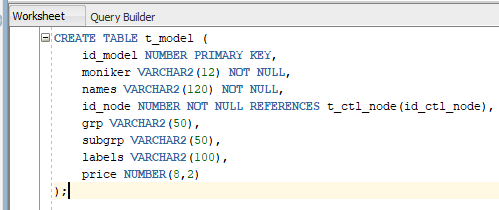 Worksheet Query Builder
CREATE TABLE t_model (
id_model NUMBER PRIMARY KEY,
moniker VARCHAR2(12) NOT NULL,
names VARCHAR2(120) NOT NULL,
id_node NUMBER NOT NULL REFERENCES t_ctl_node(id_ctl_node),
grp VARCHAR2(50),
subgrp VARCHAR2(50),
labels VARCHAR2(100),
price NUMBER(8,2)
);